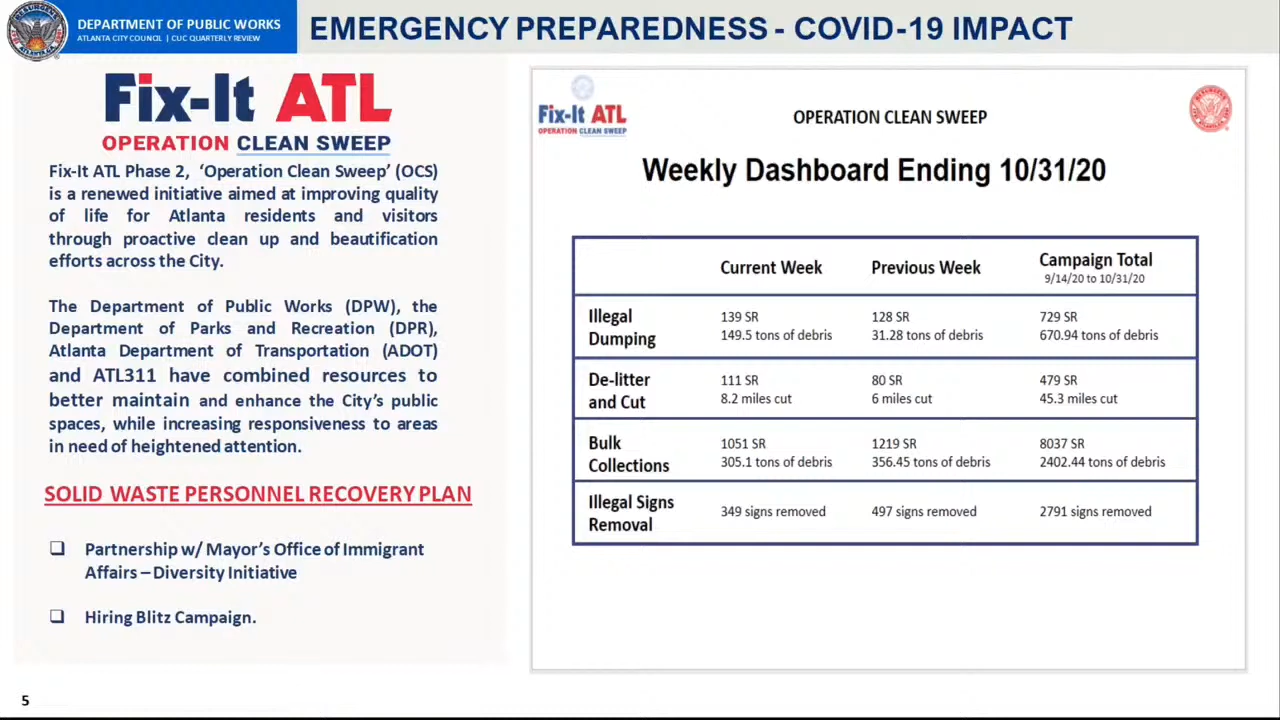 DEPARTMENT OF PUBLIC WORKS
ATLANTA CITY COUNCIL | CUC QUARTERLY REVIEW
EMERGENCY PREPAREDNESS - COVID-19 IMPACT
Fix-It ATL
OPERATION CLEAN SWEEP
Fix-It ATL Phase 2, ‘Operation Clean Sweep’ (OCS)
is a renewed initiative aimed at improving quality
of life for Atlanta residents and visitors
through proactive clean up and beautification
efforts across the City.
The Department of Public Works (DPW), the
Department of Parks and Recreation (DPR),
Atlanta Department of Transportation (ADOT)
and ATL311 have combined resources to
better maintain and enhance the City’s public
spaces, while increasing responsiveness to areas
in need of heightened attention.
SOLID WASTE PERSONNEL RECOVERY PLAN
Partnership w/ Mayor’s Office of Immigrant
Affairs – Diversity Initiative
Hiring Blitz Campaign.
5
Fix-It ATL
OPERATION CLEAN SWEEP
OPERATION CLEAN SWEEP
Weekly Dashboard Ending 10/31/20
Current Week Previous Week Campaign Total
9/14/20 to 10/31/20
Illegal 139 SR 128 SR 729 SR
Dumping 149.5 tons of debris 31.28 tons of debris 670.94 tons of debris
De-litter 111 SR 80 SR 479 SR
and Cut 8.2 miles cut 6 miles cut 45.3 miles cut
Bulk 1051 SR 1219 SR 8037 SR
Collections 305.1 tons of debris 356.45 tons of debris 2402.44 tons of debris
Illegal Signs
Removal 349 signs removed 497 signs removed 2791 signs removed